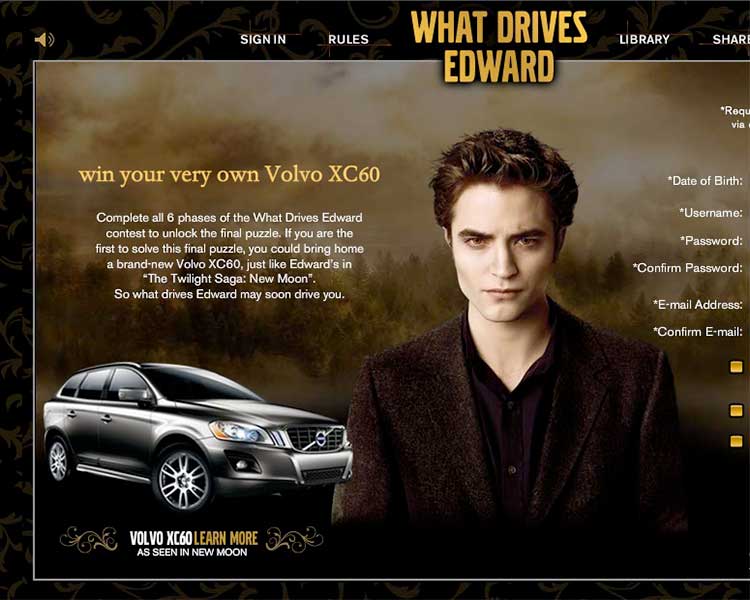 SIGN IN
RULES
WHAT DRIVES
EDWARD
LIBRARY
SHARE
*Requ
via
win your very own Volvo XC60
Complete all 6 phases of the What Drives Edward
contest to unlock the final puzzle. If you are the
first to solve this final puzzle, you could bring home
a brand-new Volvo XC60, just like Edward's in
“The Twilight Saga: New Moon”.
So what drives Edward may soon drive you.
*Date of Birth:
*Username:
*Password:
*Confirm Password:
*E-mail Address:
*Confirm E-mail:
VOLVO XC60 LEARN MORE
AS SEEN IN NEW MOON